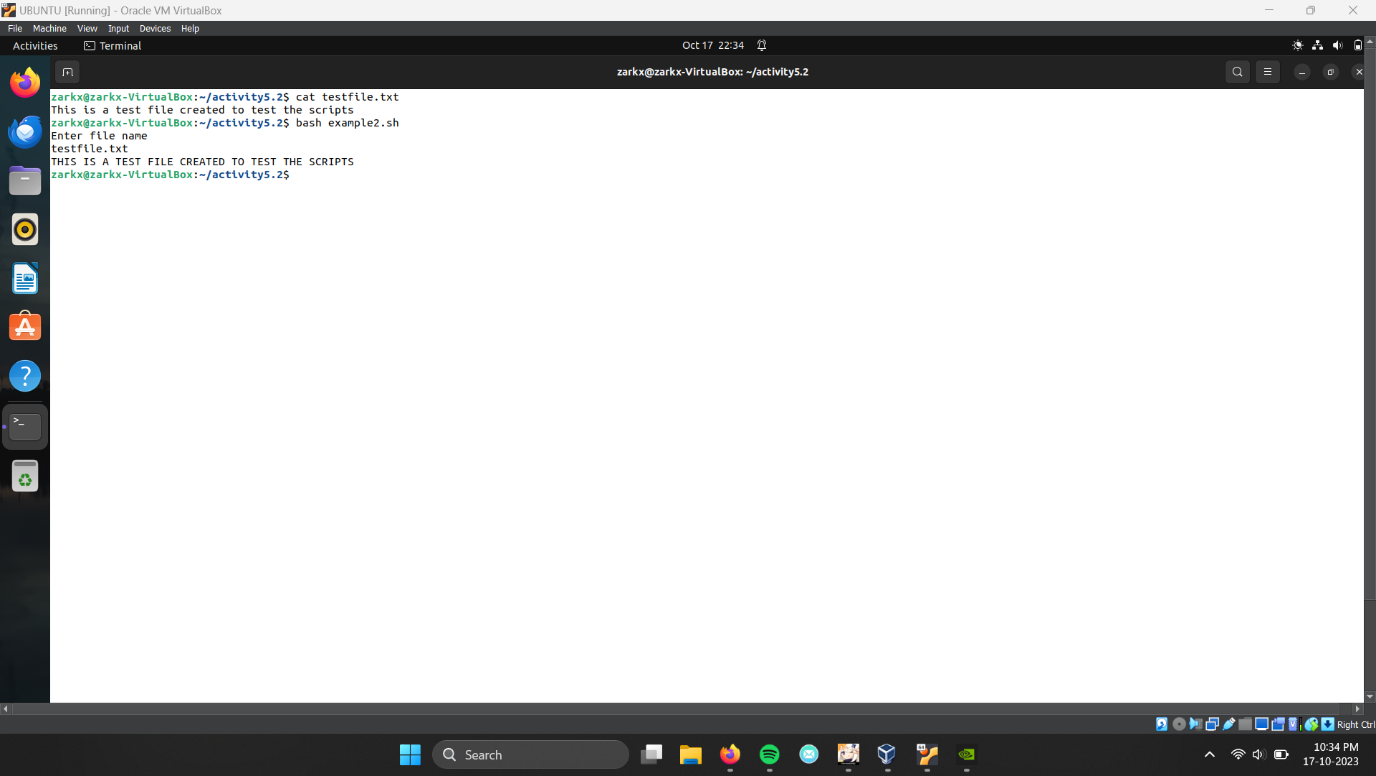 UBUNTU [Running] - Oracle VM VirtualBox
File Machine View Input Devices Help
Activities Terminal Oct 17 22:34
zarkx@zarkx-VirtualBox: ~/activity5.2
zarkx@zarkx-VirtualBox:~/activity5.2$ cat testfile.txt
This is a test file created to test the scripts
zarkx@zarkx-VirtualBox:~/activity5.2$ bash example2.sh
Enter file name
testfile.txt
THIS IS A TEST FILE CREATED TO TEST THE SCRIPTS
zarkx@zarkx-VirtualBox:~/activity5.2$
Right Ctrl
Search
10:34 PM
17-10-2023